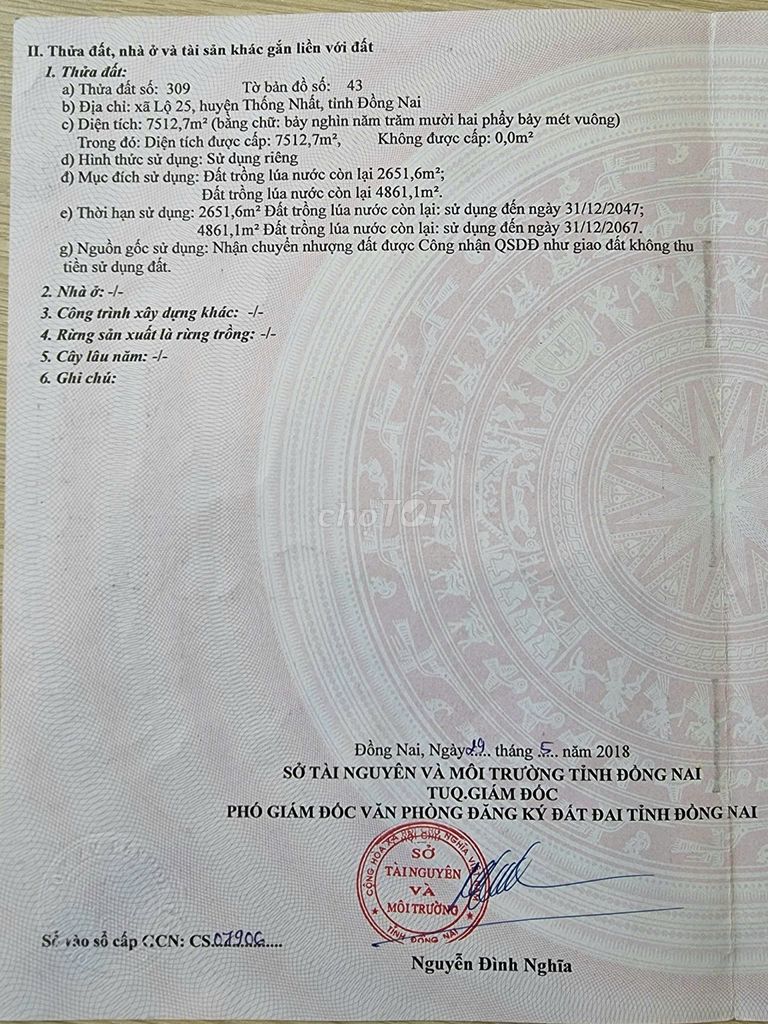 II. Thửa đất, nhà ở và tài sản khác gắn liền với đất
1. Thửa đất:
a) Thửa đất số: 309 Tờ bản đồ số: 43
b) Địa chỉ: xã Lộ 25, huyện Thống Nhất, tỉnh Đồng Nai
c) Diện tích: 7512,7m² (bằng chữ: bảy nghìn năm trăm mười hai phẩy bảy mét vuông)
Trong đó: Diện tích được cấp: 7512,7m², Không được cấp: 0,0m²
d) Hình thức sử dụng: Sử dụng riêng
đ) Mục đích sử dụng: Đất trồng lúa nước còn lại 2651,6m²;
Đất trồng lúa nước còn lại 4861,1m².
e) Thời hạn sử dụng: 2651,6m² Đất trồng lúa nước còn lại: sử dụng đến ngày 31/12/2047;
4861,1m² Đất trồng lúa nước còn lại: sử dụng đến ngày 31/12/2067.
g) Nguồn gốc sử dụng: Nhận chuyển nhượng đất được Công nhận QSDĐ như giao đất không thu
tiền sử dụng đất.
2. Nhà ở: -/-
3. Công trình xây dựng khác: -/-
4. Rừng sản xuất là rừng trồng: -/-
5. Cây lâu năm: -/-
6. Ghi chú:
choTỐT
Đồng Nai, Ngày 29 tháng 5 năm 2018
SỞ TÀI NGUYÊN VÀ MÔI TRƯỜNG TỈNH ĐỒNG NAI
TUQ.GIÁM ĐỐC
PHÓ GIÁM ĐỐC VĂN PHÒNG ĐĂNG KÝ ĐẤT ĐAI TỈNH ĐỒNG NAI
SỞ
TÀI NGUYÊN
VÀ
MÔI TRƯỜNG
TỈNH ĐỒNG NAI
Số vào sổ cấp GCN: CS.07906
Nguyễn Đình Nghĩa